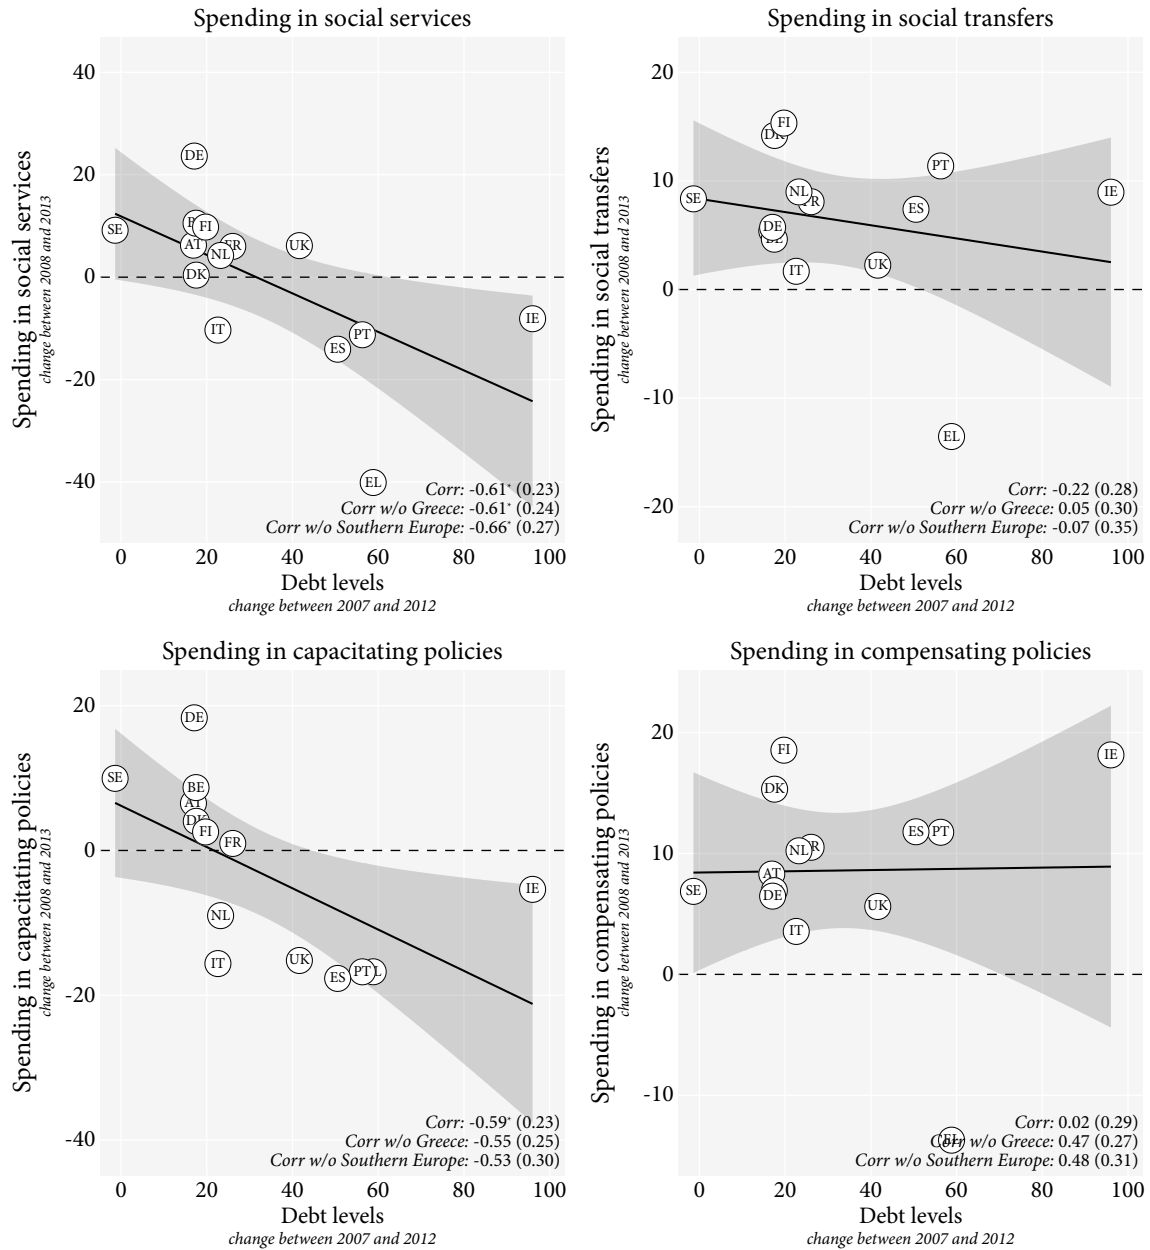 Spending in social services
Spending in social services
change between 2008 and 2013
40
20
0
-20
-40
DE
SE
FI
AT
FR
NL
UK
DK
IT
ES
PT
IE
EL
Corr: -0.61* (0.23)
Corr w/o Greece: -0.61* (0.24)
Corr w/o Southern Europe: -0.66* (0.27)
0 20 40 60 80 100
Debt levels
change between 2007 and 2012
Spending in social transfers
Spending in social transfers
change between 2008 and 2013
20
10
0
-10
-20
FI
PT
SE
NL
FR
IE
ES
DE
IT
UK
EL
Corr: -0.22 (0.28)
Corr w/o Greece: 0.05 (0.30)
Corr w/o Southern Europe: -0.07 (0.35)
0 20 40 60 80 100
Debt levels
change between 2007 and 2012
Spending in capacitating policies
Spending in capacitating policies
change between 2008 and 2013
20
0
-20
-40
DE
SE
BE
AT
DK
FI
FR
IE
NL
IT
UK
ES
PT
Corr: -0.59* (0.23)
Corr w/o Greece: -0.55 (0.25)
Corr w/o Southern Europe: -0.53 (0.30)
0 20 40 60 80 100
Debt levels
change between 2007 and 2012
Spending in compensating policies
Spending in compensating policies
change between 2008 and 2013
20
10
0
-10
FI
IE
DK
ES
PT
NL
AT
SE
DE
UK
IT
EL
Corr: 0.02 (0.29)
Corr w/o Greece: 0.47 (0.27)
Corr w/o Southern Europe: 0.48 (0.31)
0 20 40 60 80 100
Debt levels
change between 2007 and 2012